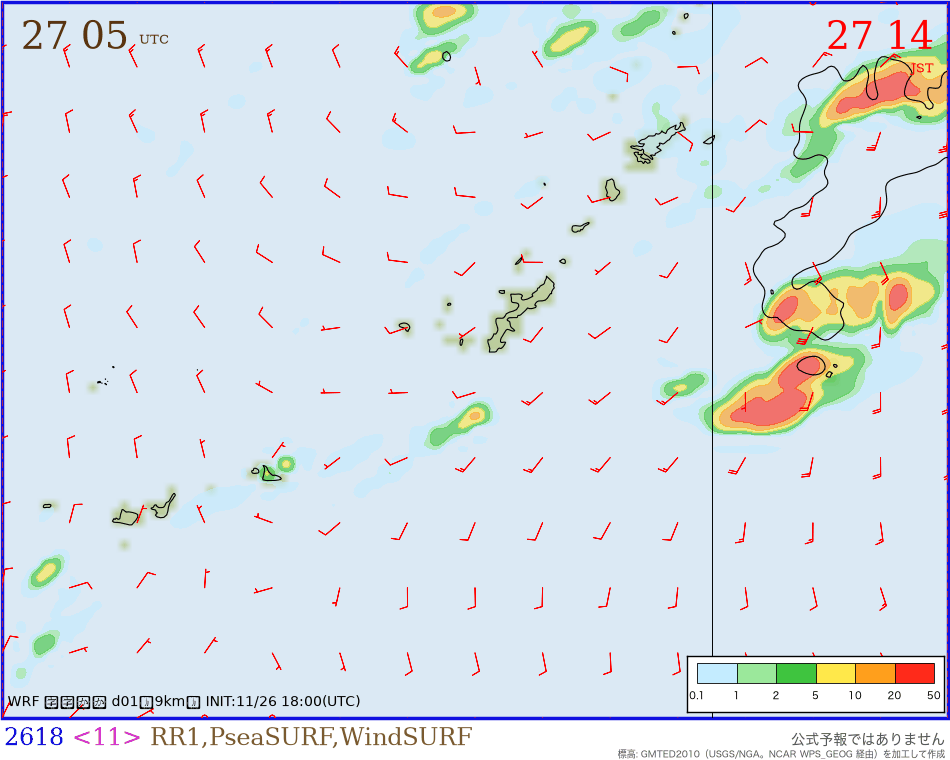 27 05 UTC
27 14
JST
0.1 1 2 5 10 20 50
WRF d01 9km INIT:11/26 18:00(UTC)
2618 <11> RR1,PseaSURF,WindSURF
公式予報ではありません
標高: GMTED2010（USGS/NGA。NCAR WPS_GEOG 経由）を加工して作成